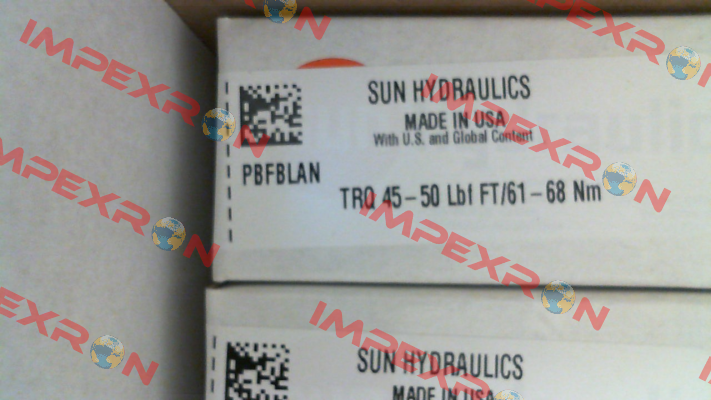 SUN HYDRAULICS
MADE IN USA
With U.S. and Global Content
PBFBLAN
TRQ 45-50 Lbf FT/61-68 Nm
SUN HYDRAULICS
MADE IN USA
IMPEXRON
IMPEXRON
IMPEXRON
IMPEXRON
IMPEXRON
IMPEXRON
IMPEXRON